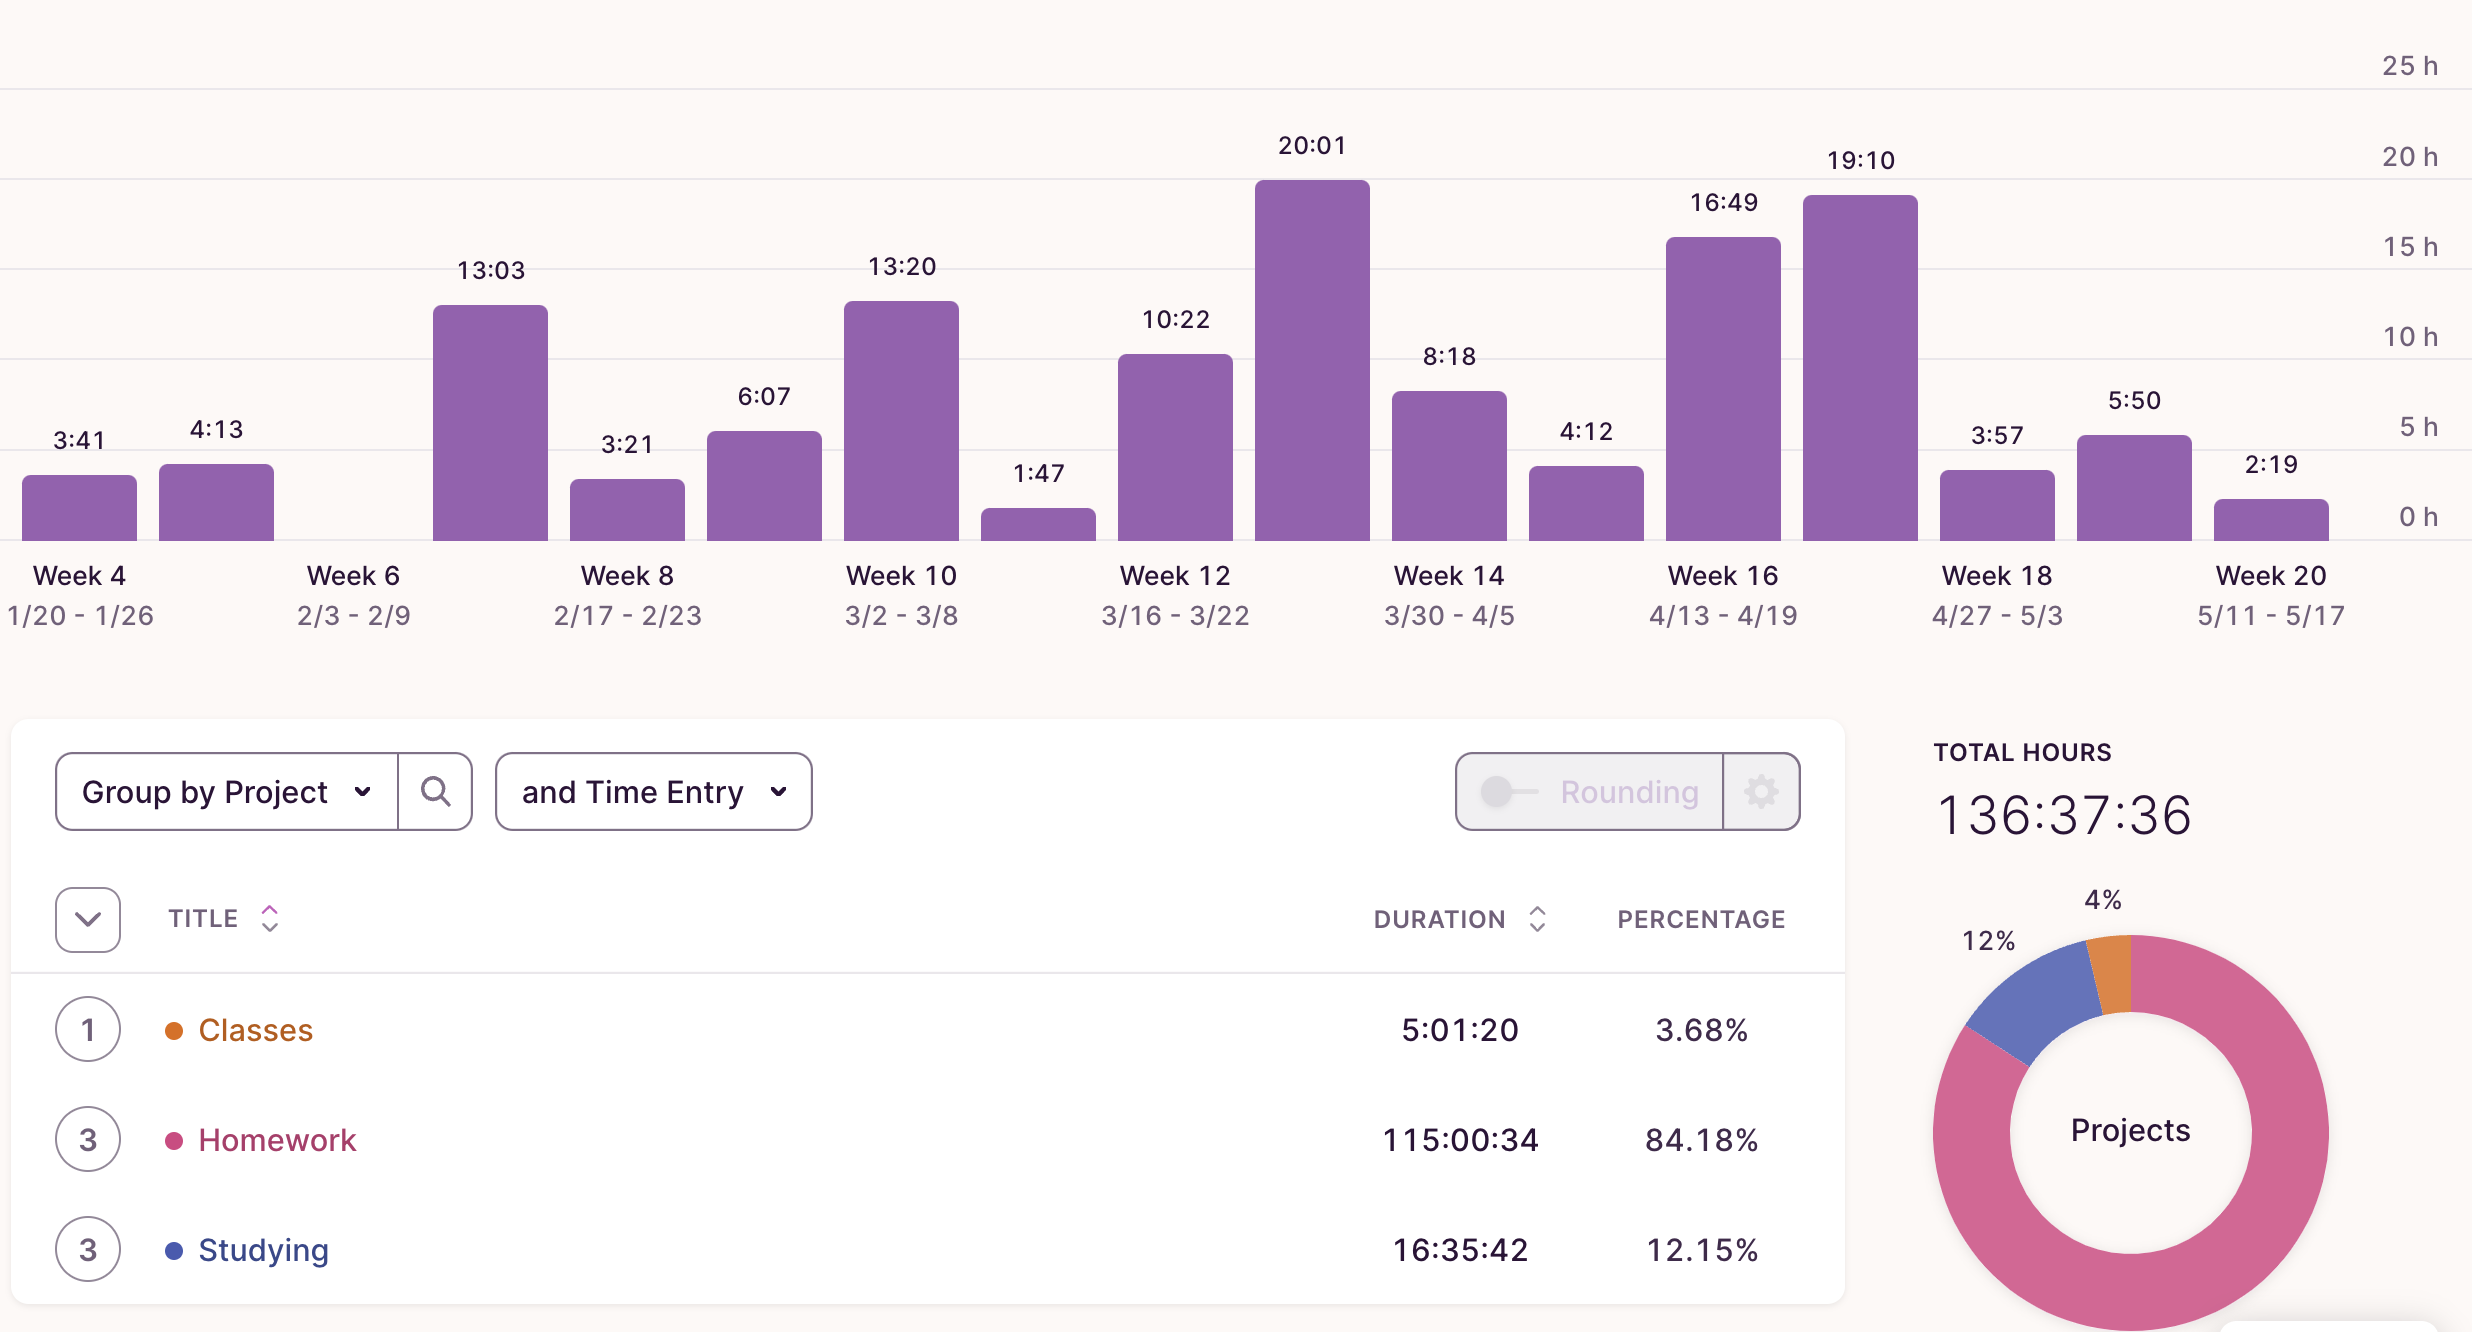 25 h
20:01
20 h
19:10
16:49
15 h
13:03
13:20
10:22
10 h
8:18
6:07
5:50
3:41
4:13
3:21
4:12
3:57
5 h
1:47
2:19
0 h
Week 4
Week 6
Week 8
Week 10
Week 12
Week 14
Week 16
Week 18
Week 20
1/20 - 1/26
2/3 - 2/9
2/17 - 2/23
3/2 - 3/8
3/16 - 3/22
3/30 - 4/5
4/13 - 4/19
4/27 - 5/3
5/11 - 5/17
Group by Project
and Time Entry
Rounding
TITLE
DURATION
PERCENTAGE
1 Classes 5:01:20 3.68%
3 Homework 115:00:34 84.18%
3 Studying 16:35:42 12.15%
TOTAL HOURS
136:37:36
4%
12%
Projects